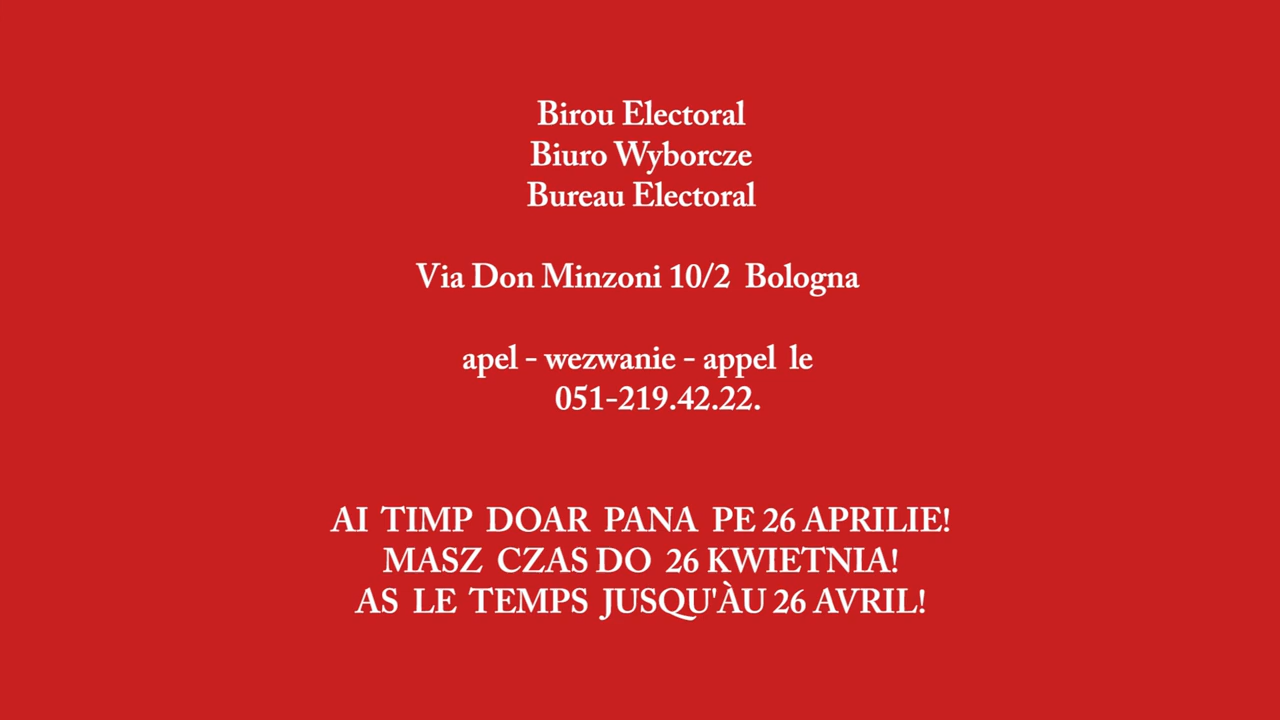 Birou Electoral
Biuro Wyborcze
Bureau Electoral
Via Don Minzoni 10/2 Bologna
apel - wezwanie - appel le
051-219.42.22.
AI TIMP DOAR PANA PE 26 APRILIE!
MASZ CZAS DO 26 KWIETNIA!
AS LE TEMPS JUSQU'ÀU 26 AVRIL!